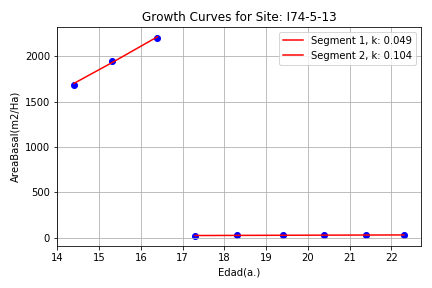 Growth Curves for Site: I74-5-13
Segment 1, k: 0.049
Segment 2, k: 0.104
AreaBasal(m2/Ha)
2000
1500
1000
500
0
14 15 16 17 18 19 20 21 22
Edad(a.)